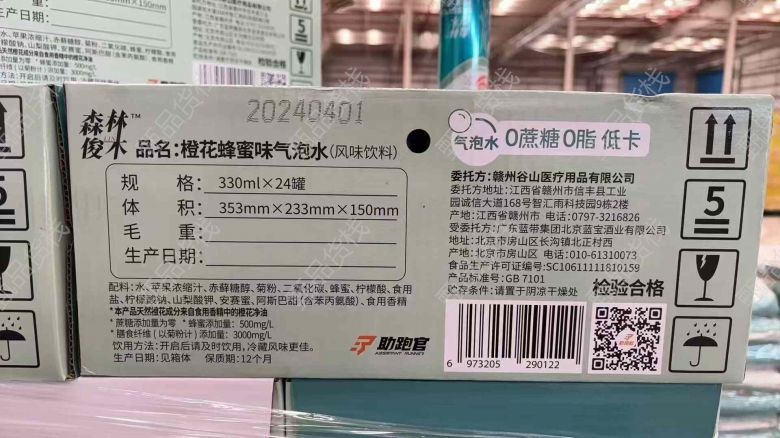 ×150mm
500mg/L
3000mg/L
检验合格
20240401
森林™
俊木
品名:橙花蜂蜜味气泡水(风味饮料)
规格: 330ml×24罐
体积: 353mm×233mm×150mm
毛重:
生产日期:
配料:水、苹果浓缩汁、赤藓糖醇、菊粉、二氧化碳、蜂蜜、柠檬酸、食用
盐、柠檬酸钠、山梨酸钾、安赛蜜、阿斯巴甜(含苯丙氨酸)、食用香精
*本产品天然橙花成分来自食用香精中的橙花净油
*蔗糖添加量为零 *蜂蜜添加量: 500mg/L
*膳食纤维(以菊粉计)添加量: 3000mg/L
饮用方法:开启后请及时饮用,冷藏风味更佳。
生产日期:见箱体 保质期:12个月
助跑官
ASSISTANT RUNNER
气泡水 0蔗糖0脂 低卡
委托方:赣州谷山医疗用品有限公司
委托方地址:江西省赣州市信丰县工业
园诚信大道168号智汇雨科技园9栋2楼
产地:江西省赣州市 电话:0797-3216826
受委托方:广东蓝带集团北京蓝宝酒业有限公司
地址:北京市房山区长沟镇北正村西
产地:北京市房山区 电话:010-61310073
食品生产许可证编号:SC10611111810159
产品标准号:GB 7101
贮存条件:请置于阴凉干燥处
检验合格
6 973205 290122
5